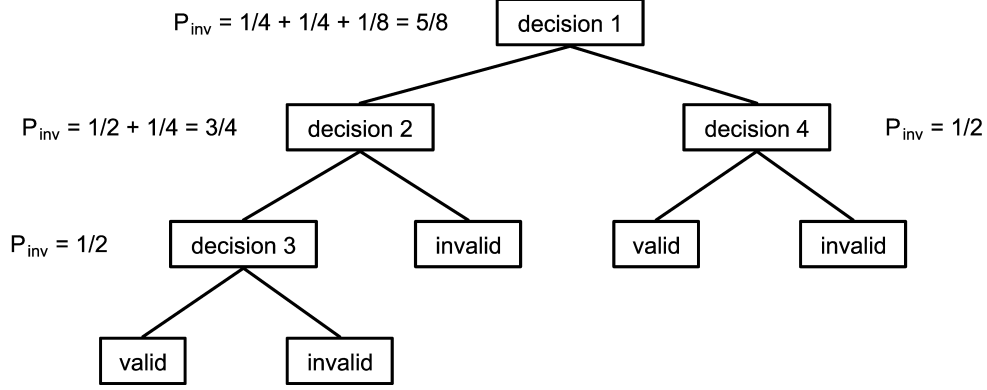 P_inv = 1/4 + 1/4 + 1/8 = 5/8
decision 1
P_inv = 1/2 + 1/4 = 3/4
decision 2
decision 4
P_inv = 1/2
P_inv = 1/2
decision 3
invalid
valid
invalid
valid
invalid